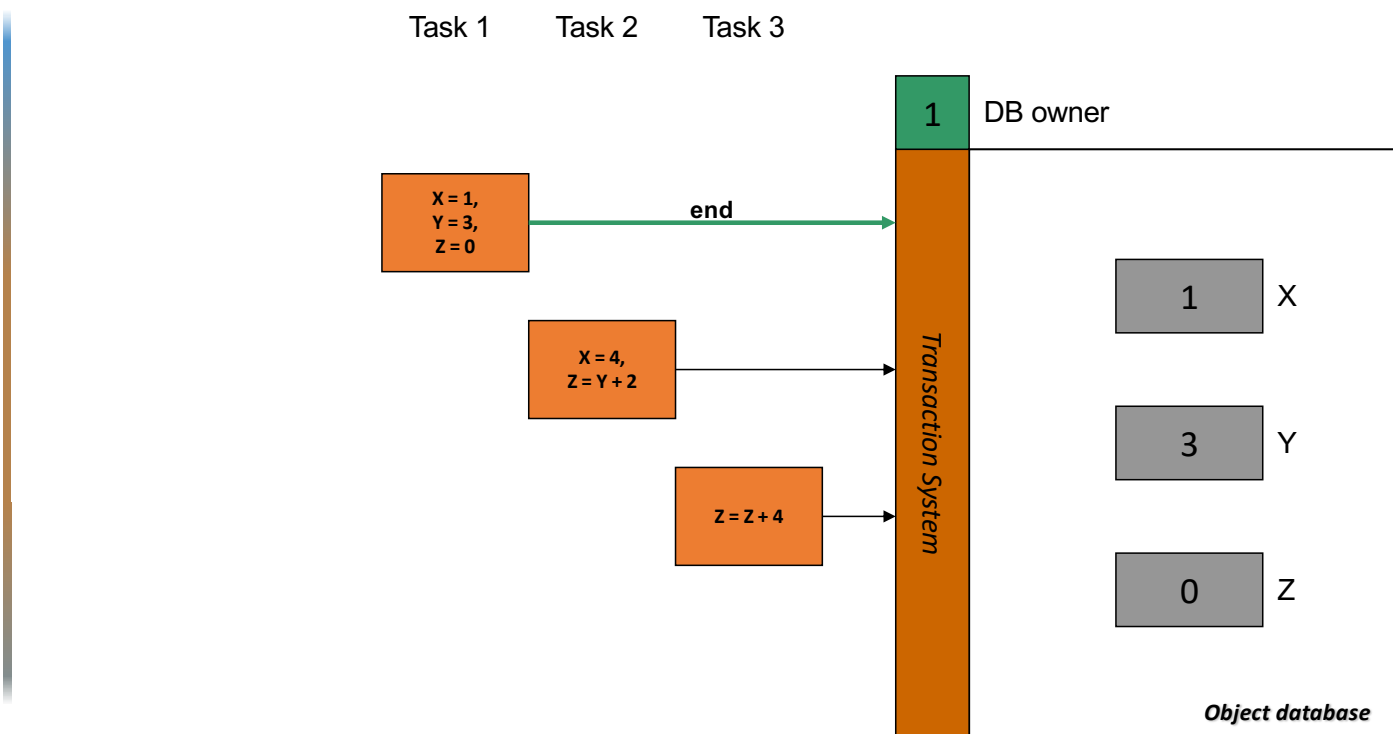 Task 1 Task 2 Task 3
1 DB owner
X = 1,
Y = 3,
Z = 0
end
1 X
X = 4,
Z = Y + 2
Transaction System
3 Y
Z = Z + 4
0 Z
Object database